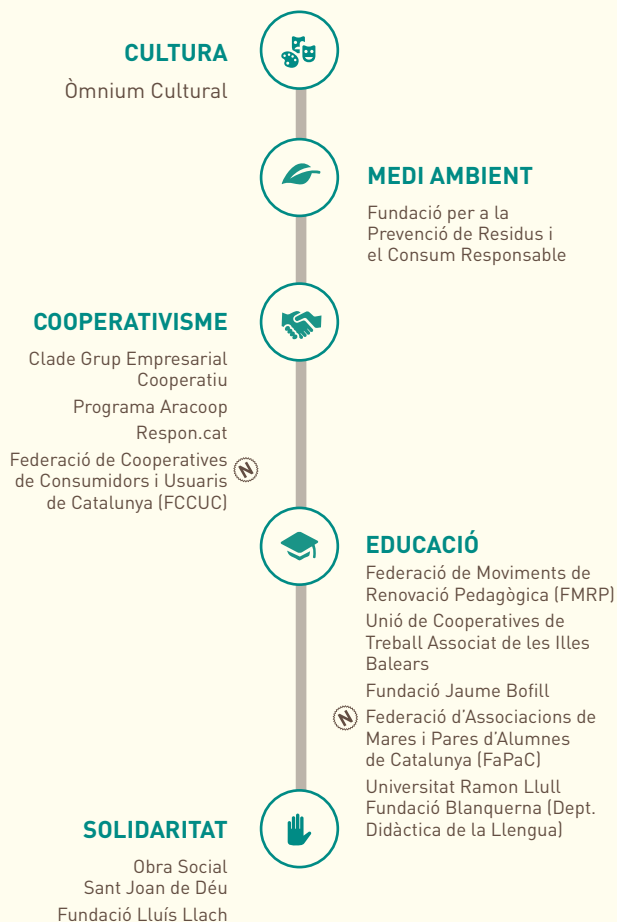 CULTURA
Òmnium Cultural
MEDI AMBIENT
Fundació per a la
Prevenció de Residus i
el Consum Responsable
COOPERATIVISME
Clade Grup Empresarial
Cooperatiu
Programa Aracoop
Respon.cat
Federació de Cooperatives
de Consumidors i Usuaris
de Catalunya (FCCUC)
N
EDUCACIÓ
Federació de Moviments de
Renovació Pedagògica (FMRP)
Unió de Cooperatives de
Treball Associat de les Illes
Balears
Fundació Jaume Bofill
N
Federació d'Associacions de
Mares i Pares d'Alumnes
de Catalunya (FaPaC)
Universitat Ramon Llull
Fundació Blanquerna (Dept.
Didàctica de la Llengua)
SOLIDARITAT
Obra Social
Sant Joan de Déu
Fundació Lluís Llach